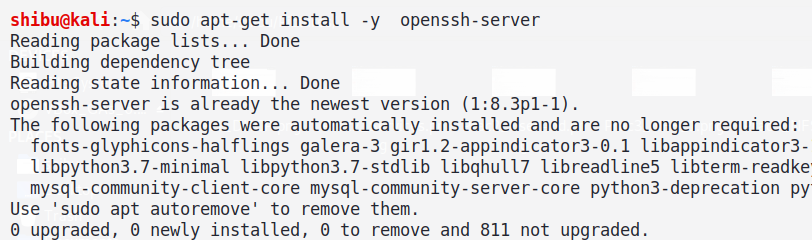 shibu@kali:~$ sudo apt-get install -y  openssh-server
Reading package lists... Done
Building dependency tree
Reading state information... Done
openssh-server is already the newest version (1:8.3p1-1).
The following packages were automatically installed and are no longer required:
  fonts-glyphicons-halflings galera-3 gir1.2-appindicator3-0.1 libappindicator3-
  libpython3.7-minimal libpython3.7-stdlib libqhull7 libreadline5 libterm-readkey
  mysql-community-client-core mysql-community-server-core python3-deprecation py
Use 'sudo apt autoremove' to remove them.
0 upgraded, 0 newly installed, 0 to remove and 811 not upgraded.